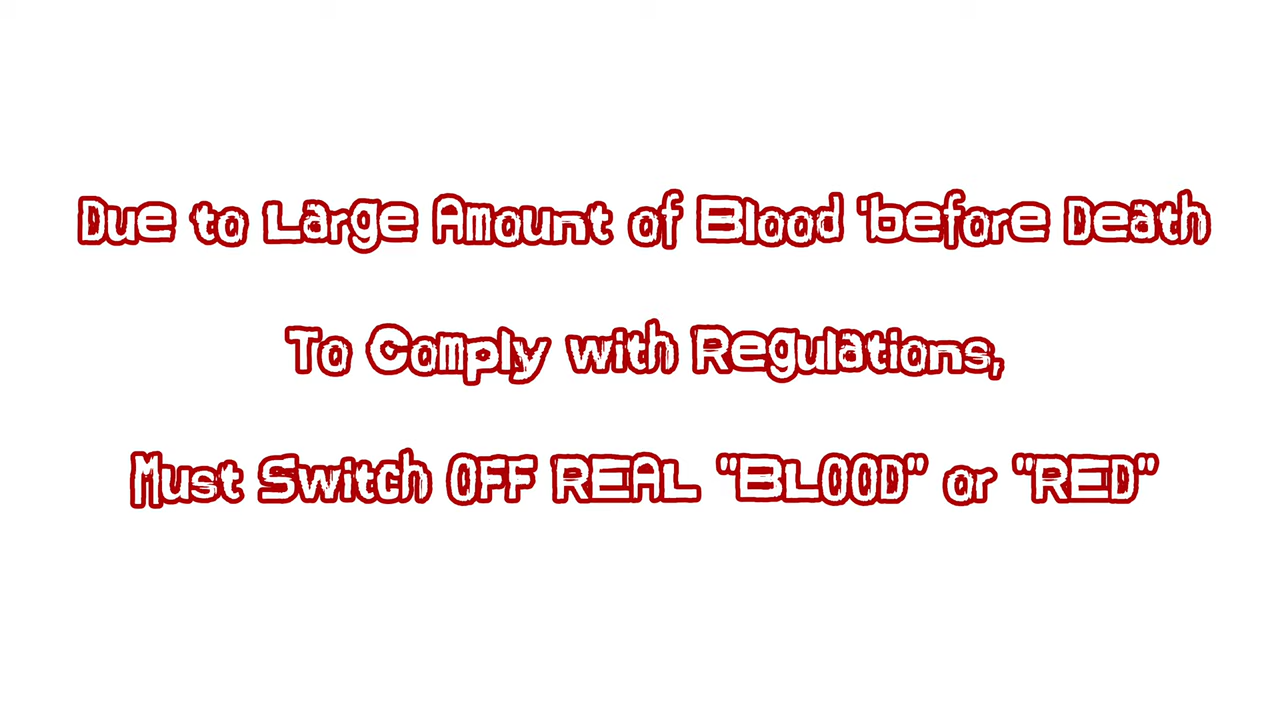 Due to Large Amount of Blood 'before Death
To Comply with Regulations,
Must Switch OFF REAL "BLOOD" or "RED"